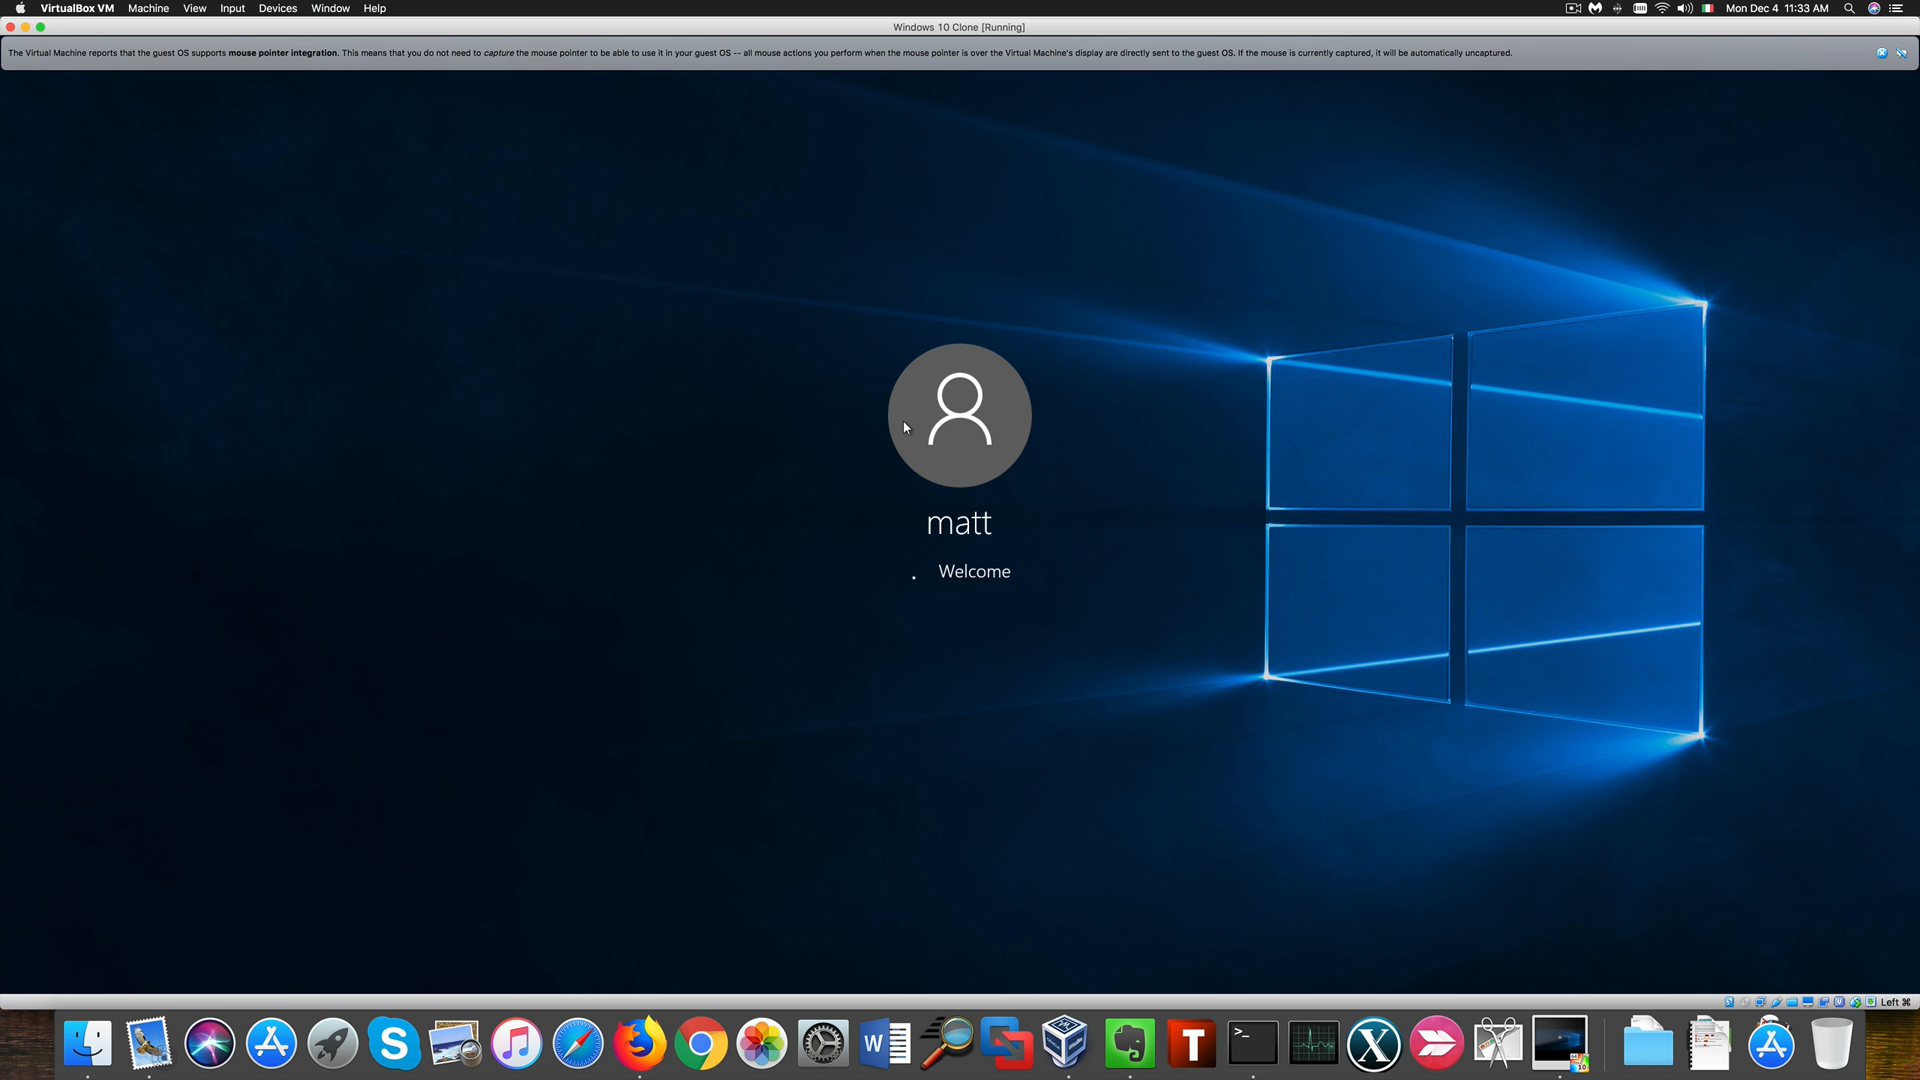 VirtualBox VM Machine View Input Devices Window Help Mon Dec 4 11:33 AM
Windows 10 Clone [Running]
The Virtual Machine reports that the guest OS supports mouse pointer integration. This means that you do not need to capture the mouse pointer to be able to use it in your guest OS -- all mouse actions you perform when the mouse pointer is over the Virtual Machine's display are directly sent to the guest OS. If the mouse is currently captured, it will be automatically uncaptured.
matt
Welcome
Left ⌘
S
W
T
>_
X
10